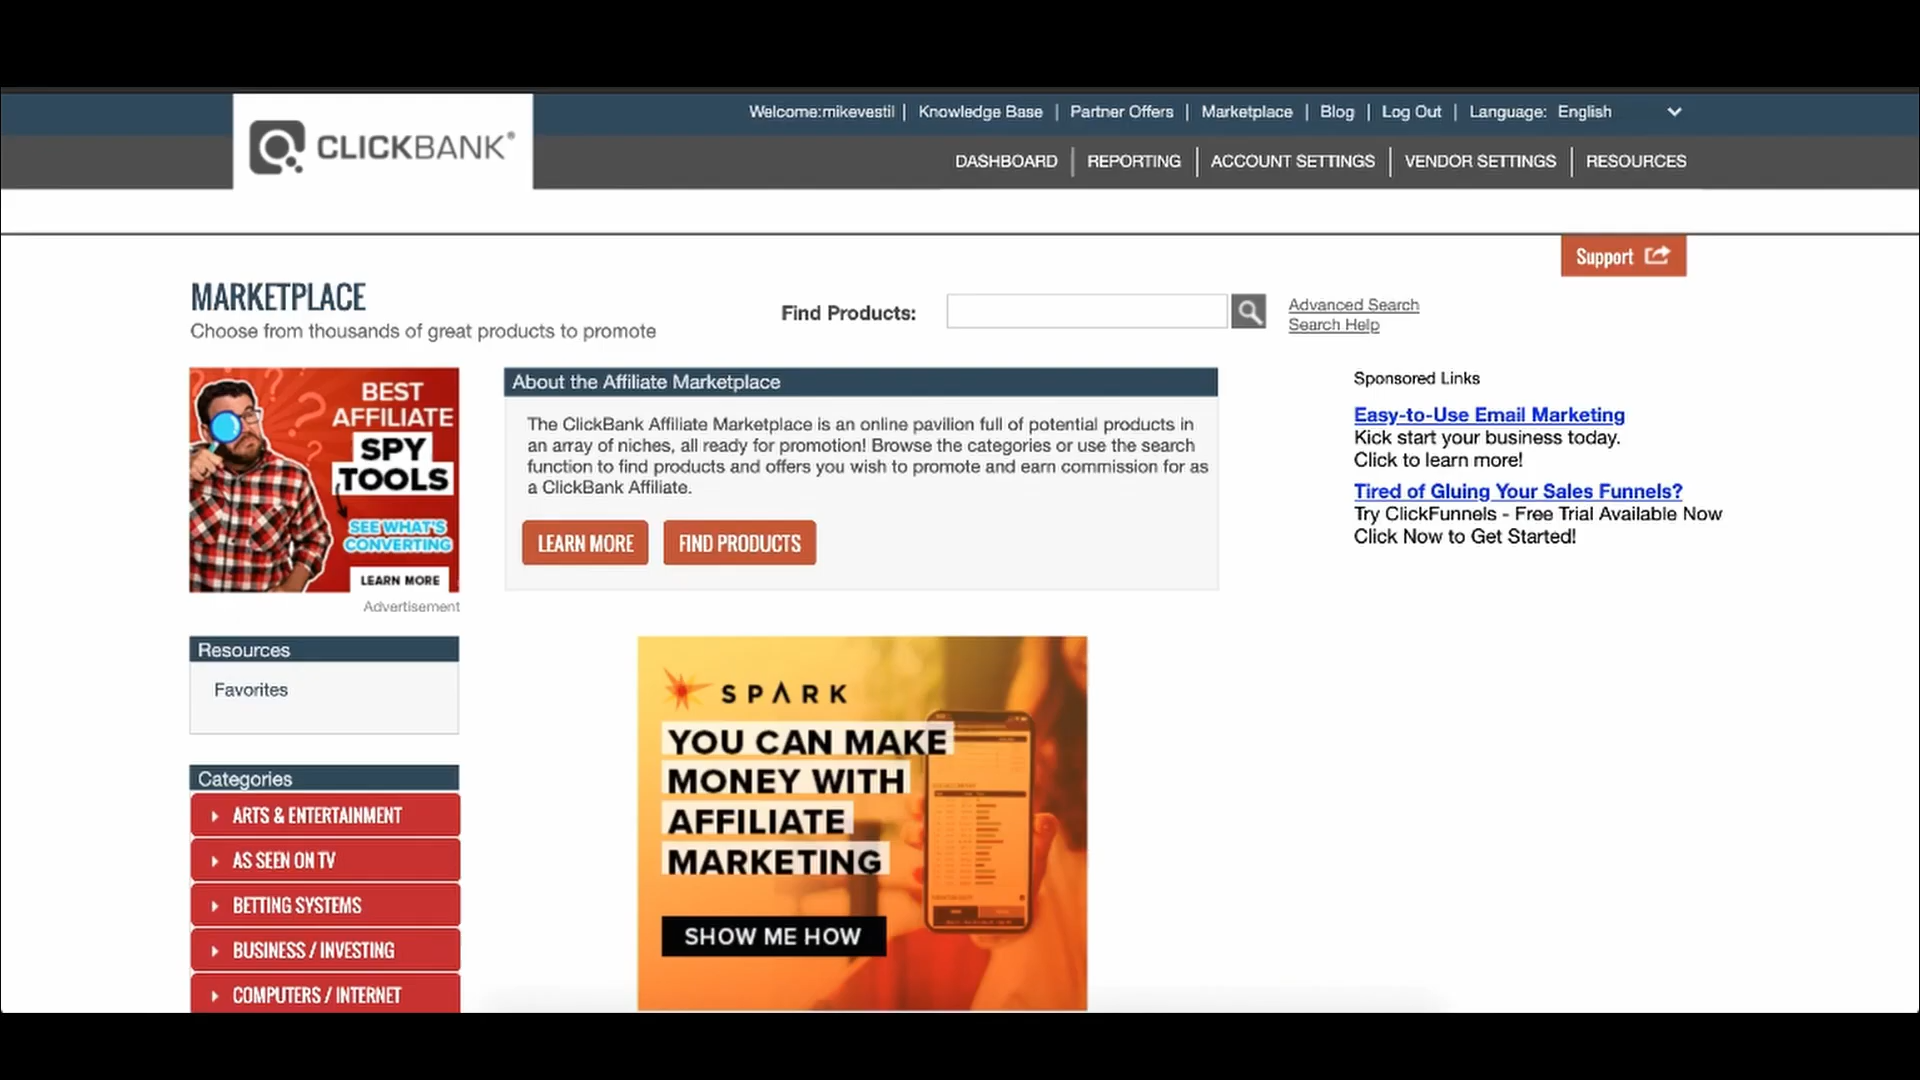 Welcome:mikevestil | Knowledge Base | Partner Offers | Marketplace | Blog | Log Out | Language: English
CLICKBANK®
DASHBOARD | REPORTING | ACCOUNT SETTINGS | VENDOR SETTINGS | RESOURCES
Support
MARKETPLACE
Choose from thousands of great products to promote
Find Products:
Advanced Search
Search Help
BEST
AFFILIATE
SPY
TOOLS
SEE WHAT'S
CONVERTING
LEARN MORE
Advertisement
About the Affiliate Marketplace
The ClickBank Affiliate Marketplace is an online pavilion full of potential products in
an array of niches, all ready for promotion! Browse the categories or use the search
function to find products and offers you wish to promote and earn commission for as
a ClickBank Affiliate.
LEARN MORE
FIND PRODUCTS
Sponsored Links
Easy-to-Use Email Marketing
Kick start your business today.
Click to learn more!
Tired of Gluing Your Sales Funnels?
Try ClickFunnels - Free Trial Available Now
Click Now to Get Started!
Resources
Favorites
Categories
ARTS & ENTERTAINMENT
AS SEEN ON TV
BETTING SYSTEMS
BUSINESS / INVESTING
COMPUTERS / INTERNET
SPARK
YOU CAN MAKE
MONEY WITH
AFFILIATE
MARKETING
SHOW ME HOW